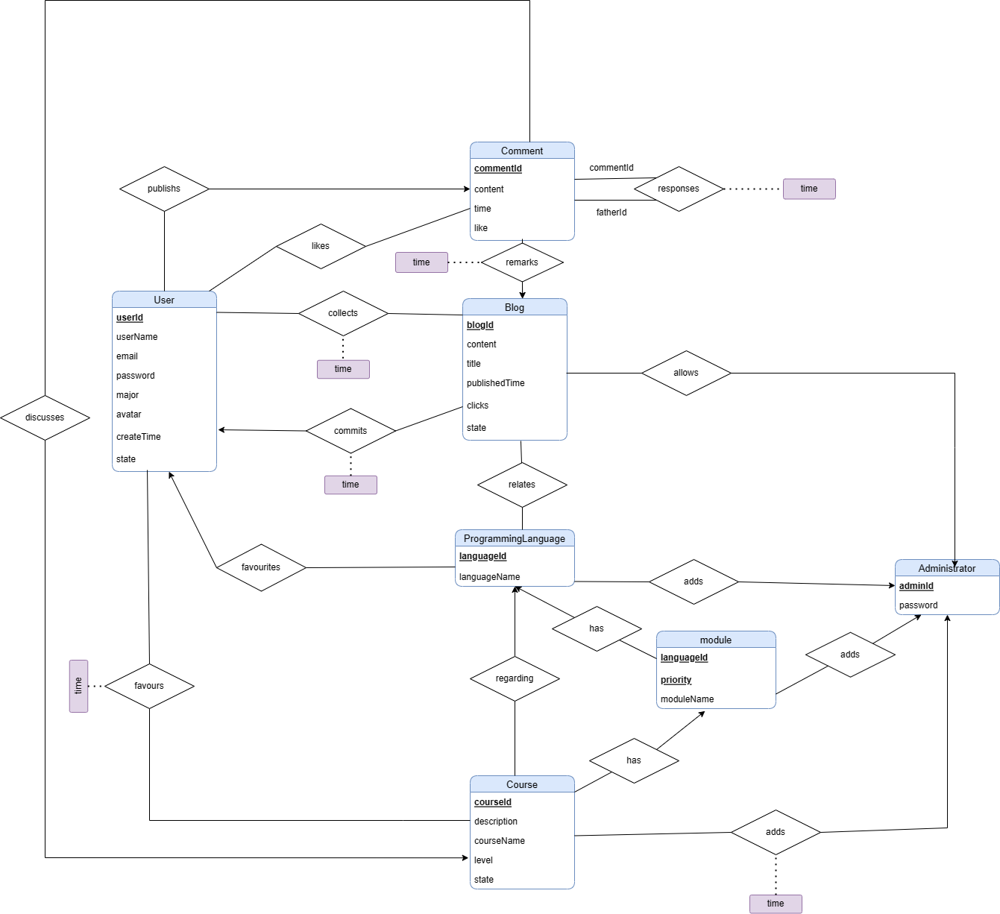 Comment
commentId
content
time
like
commentId
fatherId
responses
time
publishs
likes
time
remarks
User
userId
userName
email
password
major
avatar
createTime
state
collects
time
Blog
blogId
content
title
publishedTime
clicks
state
allows
discusses
commits
time
relates
ProgrammingLanguage
languageId
languageName
favourites
adds
Administrator
adminId
password
has
module
languageId
priority
moduleName
adds
time
favours
regarding
has
Course
courseId
description
courseName
level
state
adds
time